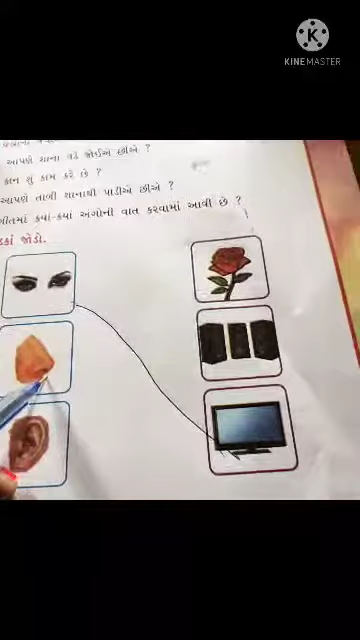 KINEMASTER
આપણે શાના વડે જોઈએ છીએ ?
કાન શું કામ કરે છે ?
આપણે તાળી શાનાથી પાડીએ છીએ ?
ગીતમાં કયાં-કયાં અંગોની વાત કરવામાં આવી છે ?
જોડો.